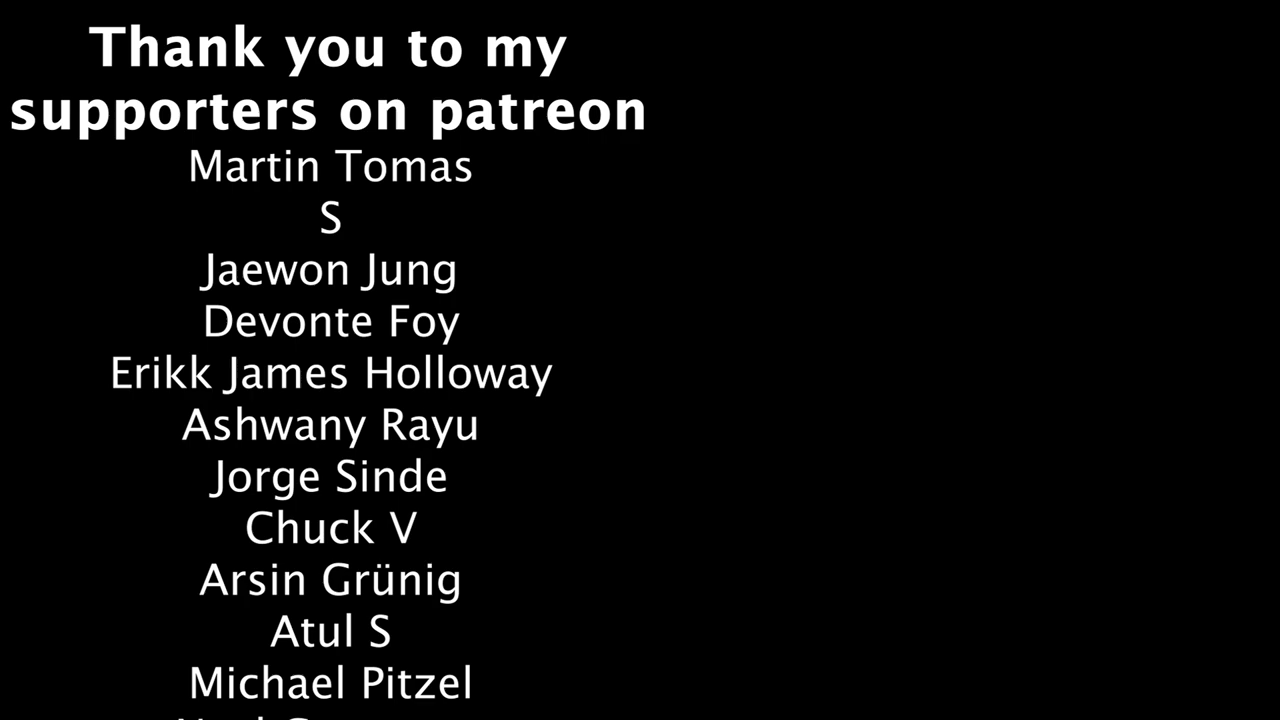 Thank you to my
supporters on patreon
Martin Tomas
S
Jaewon Jung
Devonte Foy
Erikk James Holloway
Ashwany Rayu
Jorge Sinde
Chuck V
Arsin Grünig
Atul S
Michael Pitzel